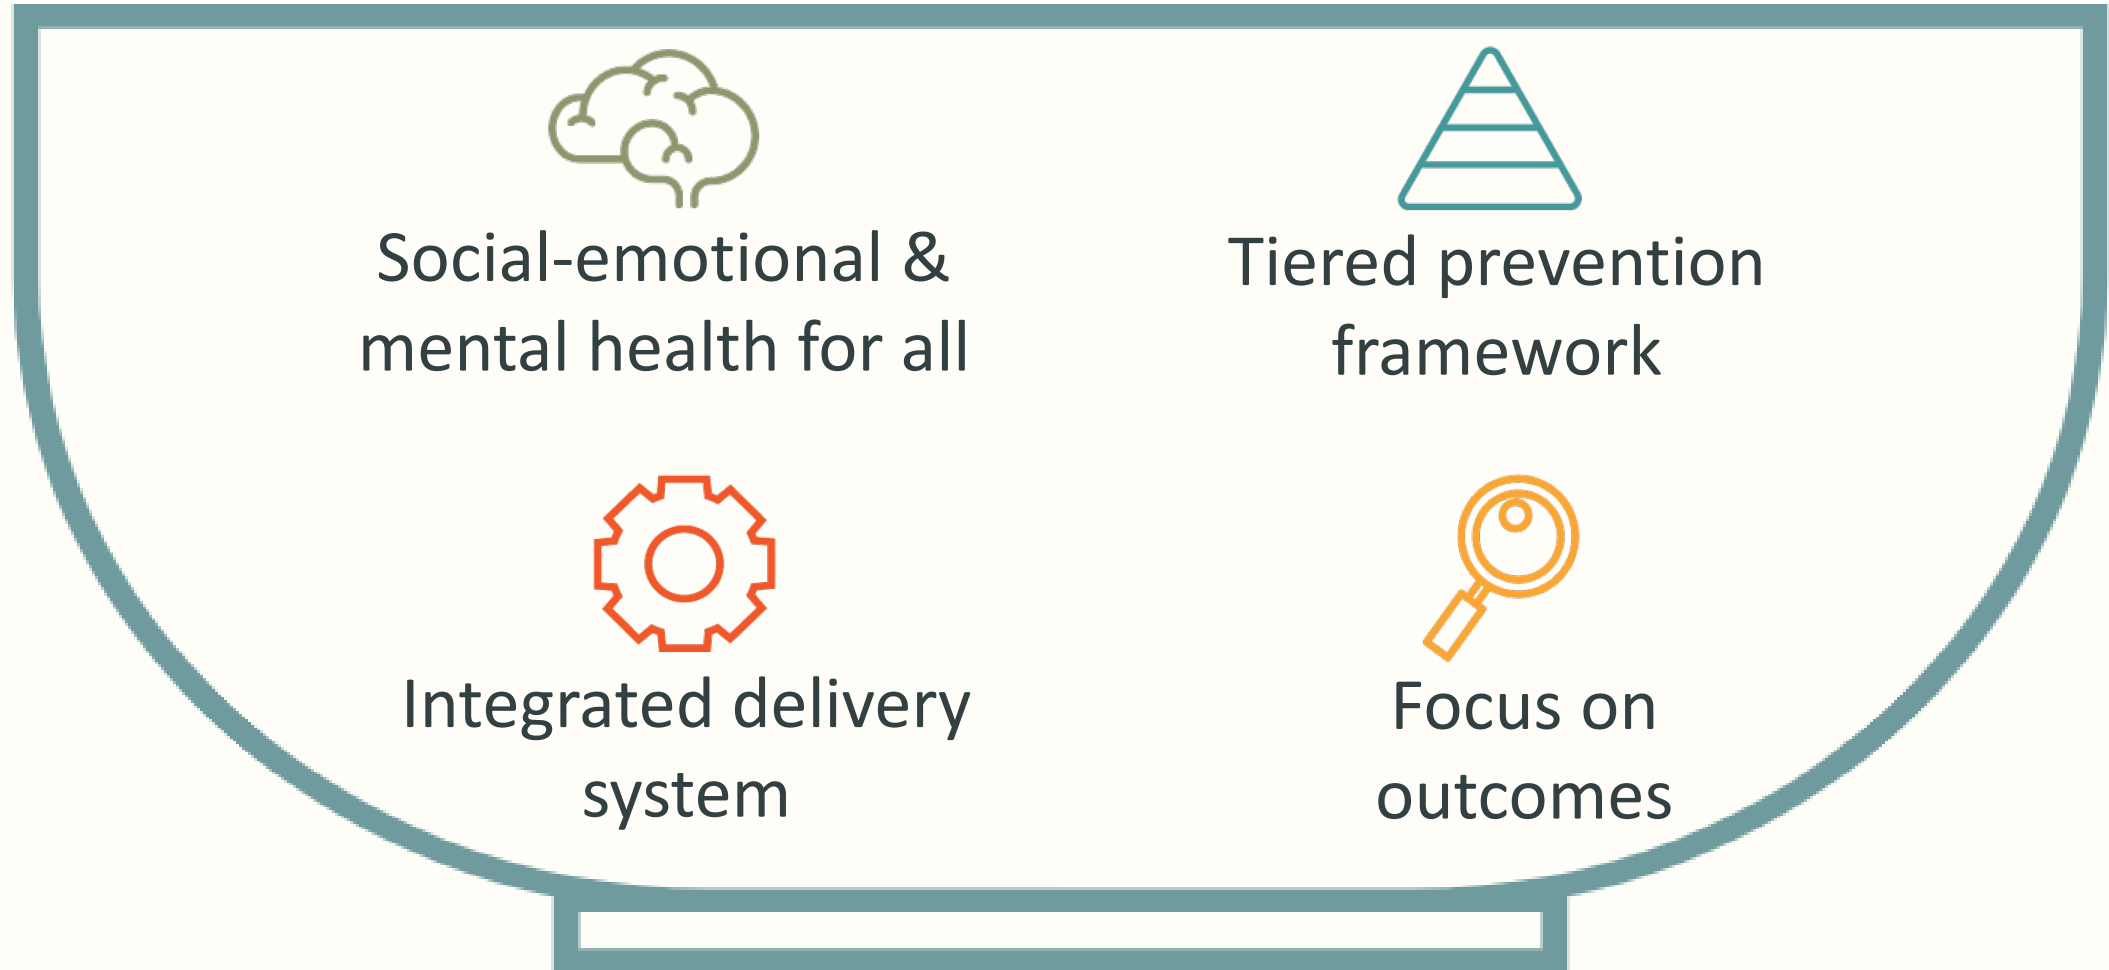 Social-emotional &
mental health for all
Tiered prevention
framework
Integrated delivery
system
Focus on
outcomes